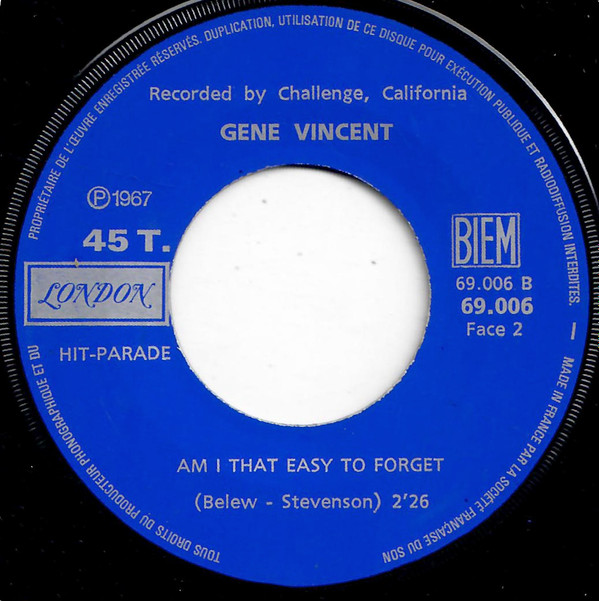 TOUS DROITS DU PRODUCTEUR PHONOGRAPHIQUE ET DU PROPRIÉTAIRE DE L'ŒUVRE ENREGISTRÉE RÉSERVÉS. DUPLICATION, UTILISATION DE CE DISQUE POUR EXÉCUTION PUBLIQUE ET RADIODIFFUSION INTERDITES. — MADE IN FRANCE PAR LA SOCIÉTÉ FRANÇAISE DU SON
Recorded by Challenge, California
GENE VINCENT
℗ 1967
45 T.
LONDON
HIT-PARADE
BIEM
69.006 B
69.006
Face 2
AM I THAT EASY TO FORGET
(Belew - Stevenson) 2'26